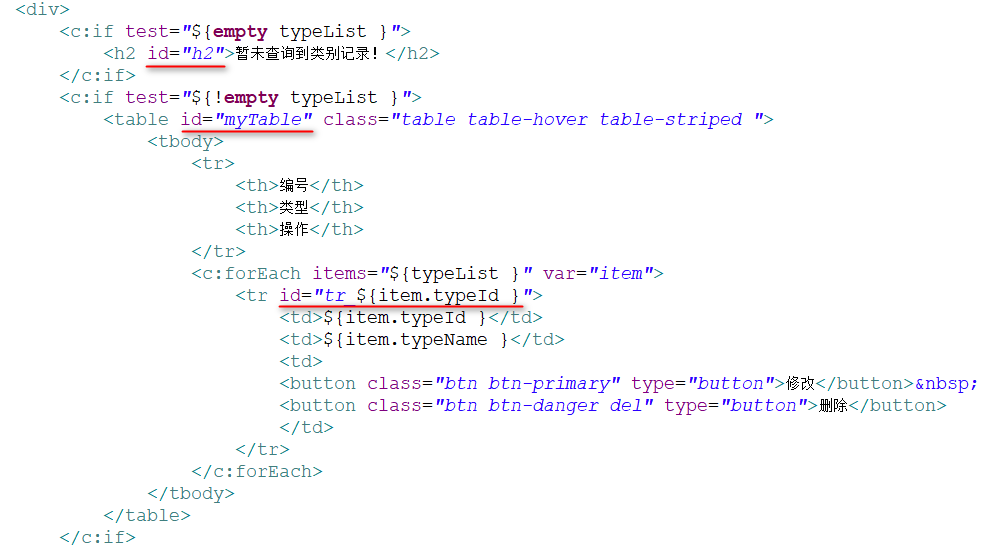 <div>
<c:if test="${empty typeList }">
<h2 id="h2">暂未查询到类别记录！</h2>
</c:if>
<c:if test="${!empty typeList }">
<table id="myTable" class="table table-hover table-striped ">
<tbody>
<tr>
<th>编号</th>
<th>类型</th>
<th>操作</th>
</tr>
<c:forEach items="${typeList }" var="item">
<tr id="tr_${item.typeId }">
<td>${item.typeId }</td>
<td>${item.typeName }</td>
<td>
<button class="btn btn-primary" type="button">修改</button>&nbsp;
<button class="btn btn-danger del" type="button">删除</button>
</td>
</tr>
</c:forEach>
</tbody>
</table>
</c:if>